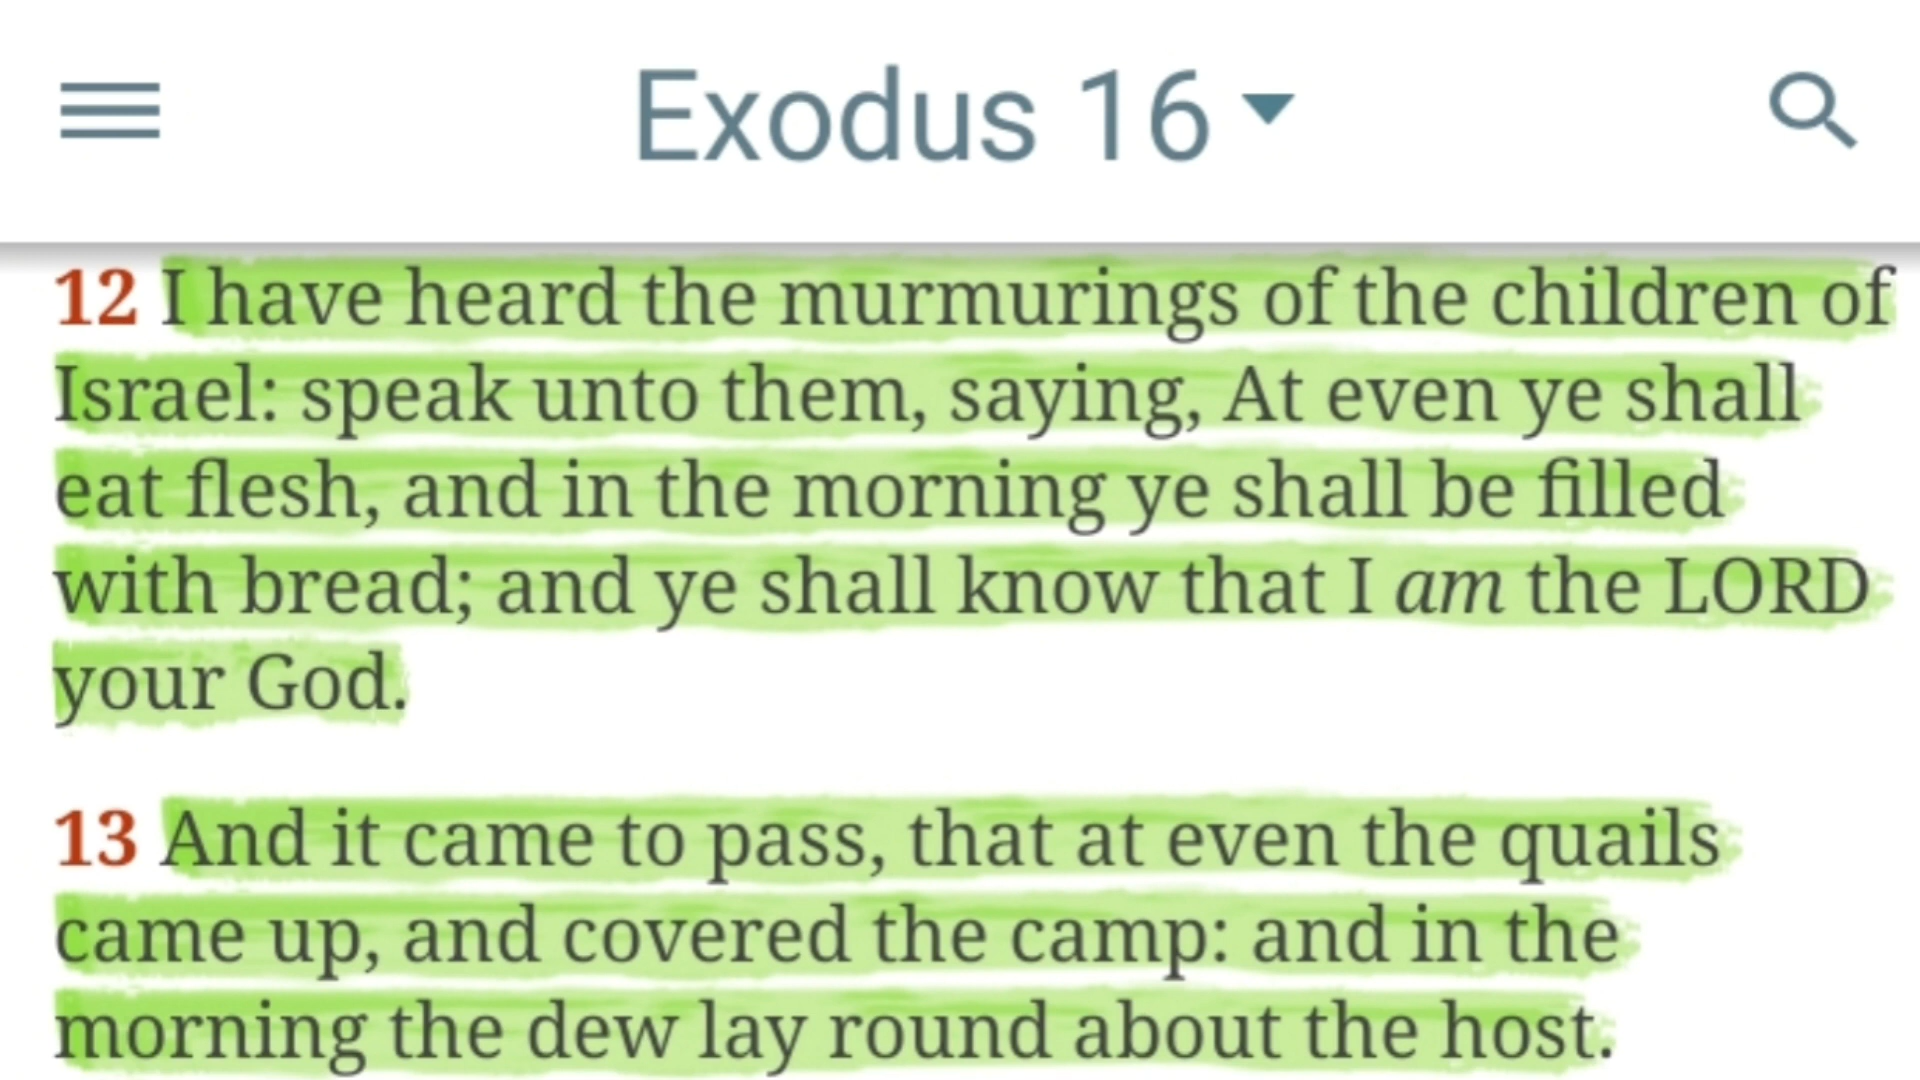 Exodus 16
12 I have heard the murmurings of the children of
Israel: speak unto them, saying, At even ye shall
eat flesh, and in the morning ye shall be filled
with bread; and ye shall know that I am the LORD
your God.
13 And it came to pass, that at even the quails
came up, and covered the camp: and in the
morning the dew lay round about the host.